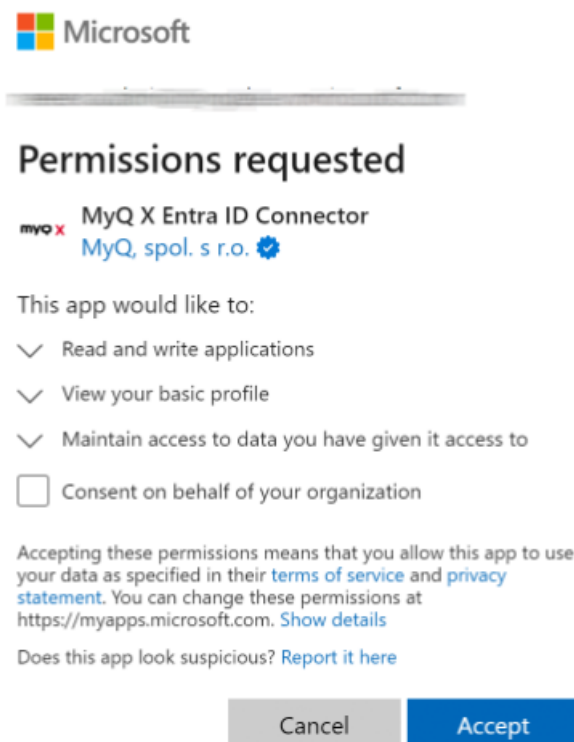 Microsoft
Permissions requested
myQ X
MyQ X Entra ID Connector
MyQ, spol. s r.o.
This app would like to:
Read and write applications
View your basic profile
Maintain access to data you have given it access to
Consent on behalf of your organization
Accepting these permissions means that you allow this app to use
your data as specified in their terms of service and privacy
statement. You can change these permissions at
https://myapps.microsoft.com. Show details
Does this app look suspicious? Report it here
Cancel
Accept